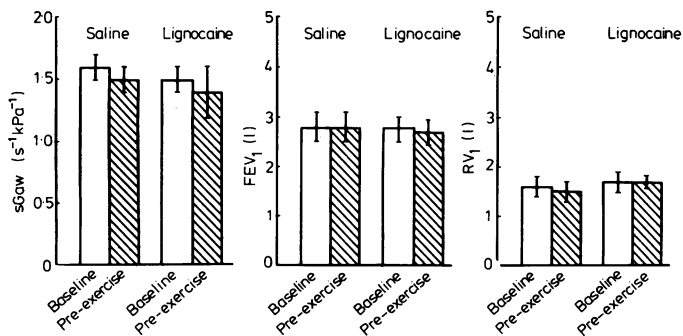 20
1·5
1·0
0·5
0
sGaw (s⁻¹kPa⁻¹)
Saline
Lignocaine
Baseline
Pre-exercise
Baseline
Pre-exercise
5
4
3
2
1
0
FEV₁ (l)
Saline
Lignocaine
Baseline
Pre-exercise
Baseline
Pre-exercise
5
4
3
2
1
0
RV₁ (l)
Saline
Lignocaine
Baseline
Pre-exercise
Baseline
Pre-exercise